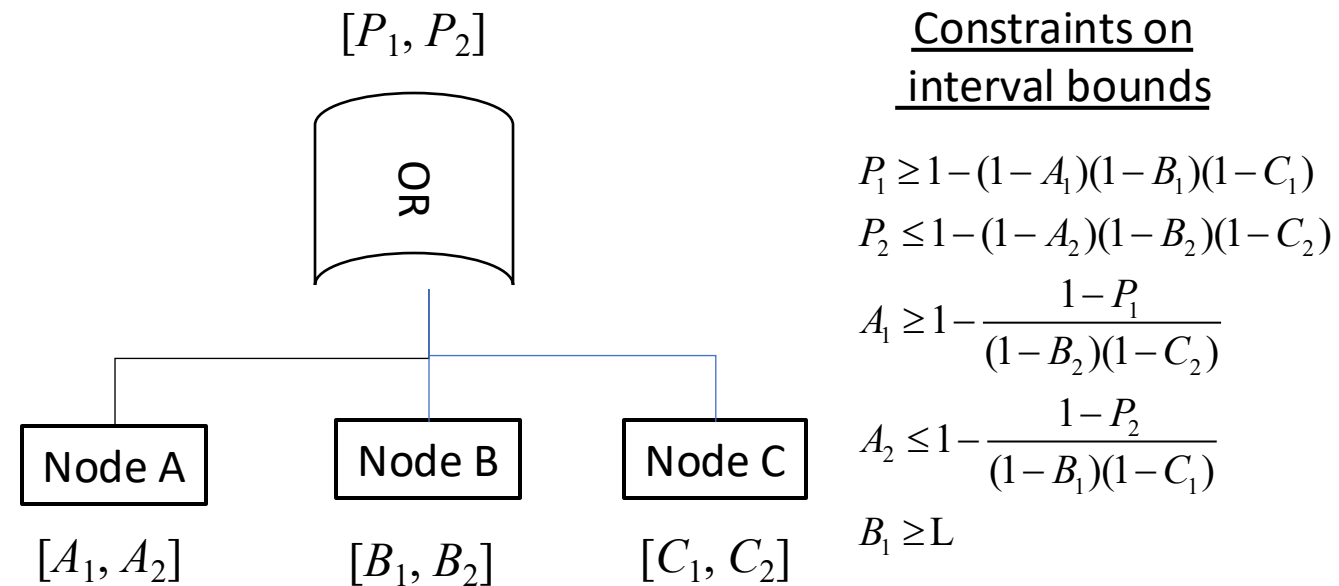 [P₁, P₂]
OR
Node A
Node B
Node C
[A₁, A₂]
[B₁, B₂]
[C₁, C₂]
Constraints on
interval bounds
P₁ ≥ 1 − (1 − A₁)(1 − B₁)(1 − C₁)
P₂ ≤ 1 − (1 − A₂)(1 − B₂)(1 − C₂)
A₁ ≥ 1 − \frac{1 − P₁}{(1 − B₂)(1 − C₂)}
A₂ ≤ 1 − \frac{1 − P₂}{(1 − B₁)(1 − C₁)}
B₁ ≥ L